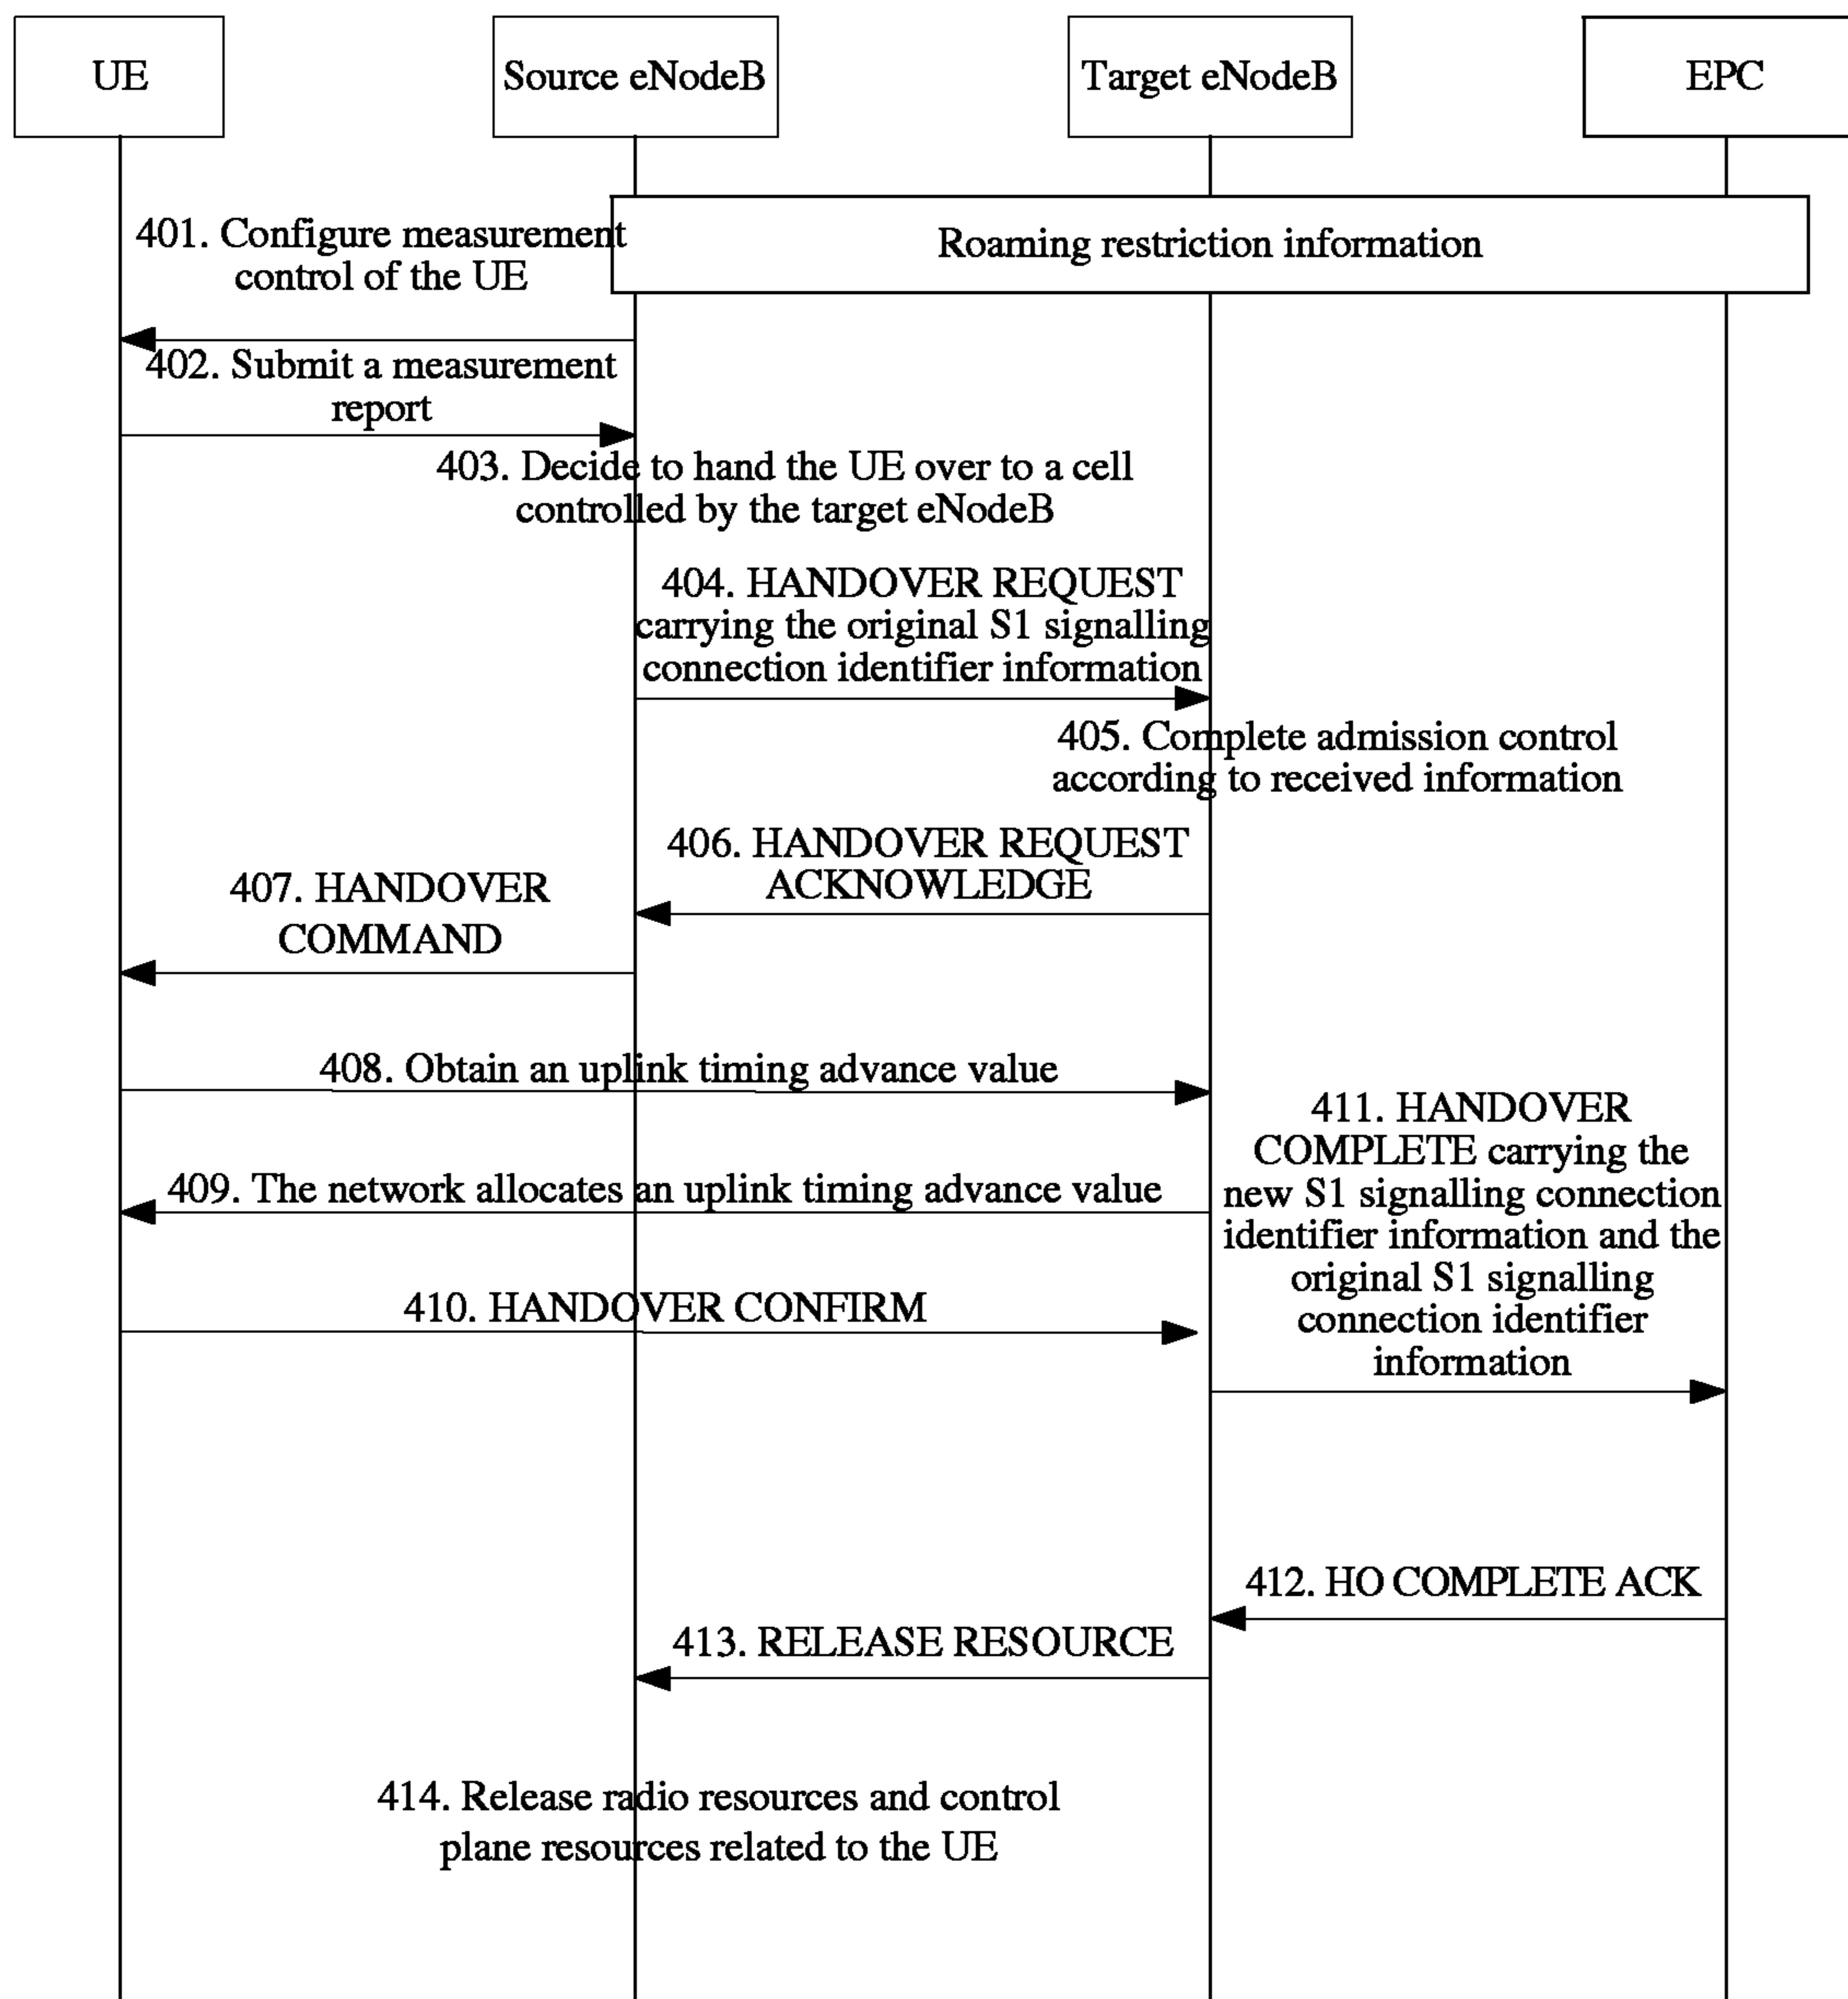 UE
Source eNodeB
Target eNodeB
EPC
Roaming restriction information
401. Configure measurement
control of the UE
402. Submit a measurement
report
403. Decide to hand the UE over to a cell
controlled by the target eNodeB
404. HANDOVER REQUEST
carrying the original S1 signalling
connection identifier information
405. Complete admission control
according to received information
406. HANDOVER REQUEST
ACKNOWLEDGE
407. HANDOVER
COMMAND
408. Obtain an uplink timing advance value
409. The network allocates an uplink timing advance value
410. HANDOVER CONFIRM
411. HANDOVER
COMPLETE carrying the
new S1 signalling connection
identifier information and the
original S1 signalling
connection identifier
information
412. HO COMPLETE ACK
413. RELEASE RESOURCE
414. Release radio resources and control
plane resources related to the UE